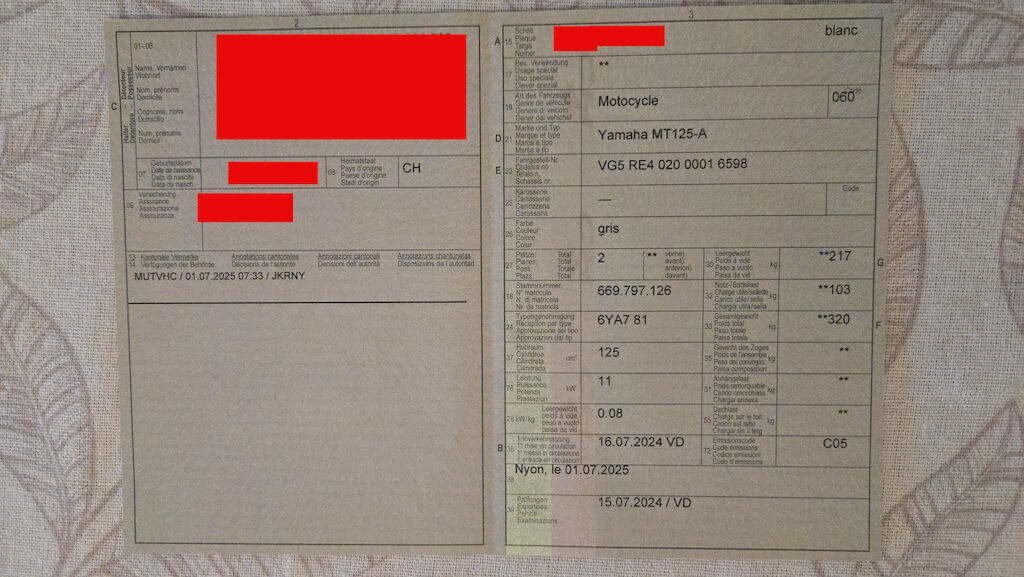 2
01-06
Name, Vornamen
Wohnort
Nom, prénoms
Domicile
Cognome, nomi
Domicilio
Num, prenums
Domicil
C
Halter Détenteur
Detentore Possessur
07
Geburtsdatum
Date de naissance
Data di nascita
Data da nasch.
08
Heimatstaat
Pays d'origine
Paese d'origine
Stadi d'origin
CH
09
Versicherung
Assurance
Assicurazione
Assicuranza
13 Kantonale Vermerke
14 Verfügungen der Behörde
Annotations cantonales
Décisions de l'autorité
Annotazioni cantonali
Decisioni dell'autorità
Annotaziuns chantunalas
Disposiziuns da l'autoritad
MUTVHC / 01.07.2025 07:33 / JKRNY
3
A 15
Schild
Plaque
Targa
Numer
blanc
17
Bes. Verwendung
Usage spécial
Uso speciale
Diever spezial
**
19
Art des Fahrzeugs
Genre de véhicule
Genere di veicolo
Gener dal vehichel
Motocycle
Code
060
D 21
Marke und Typ
Marque et type
Marca e tipo
Marca e tip
Yamaha MT125-A
E 23
Fahrgestell-Nr.
Châssis no
Telaio n.
Schassis nr.
VG5 RE4 020 0001 6598
25
Karosserie
Carrosserie
Carrozzeria
Carossaria
---
Code
26
Farbe
Couleur
Colore
Colur
gris
27
Plätze: Total
Places: Total
Posti: Totale
Plazs: Total
2
** vorne)
avant)
anteriori)
davant)
30
Leergewicht
Poids à vide
Peso a vuoto
Paisa da vid
kg
**217
G
18
Stammnummer
N° matricule
N. di matricola
Nr. da matricla
669.797.126
32
Nutz-/Sattellast
Charge utile/sellette
Carico utile/sella
Chargia utila/sella
kg
**103
24
Typengenehmigung
Réception par type
Approvazione del tipo
Approvaziun dal tip
6YA7 81
33
Gesamtgewicht
Poids total
Peso totale
Paisa totala
kg
**320
F
37
Hubraum
Cylindrée
Cilindrata
Cilindrada
cm³
125
35
Gewicht des Zuges
Poids de l'ensemble
Peso del convoglio
Paisa cumposiziun
kg
**
76
Leistung
Puissance
Potenza
Prestaziun
kW
11
31
Anhängelast
Poids remorquable
Carico rimorchiato
Chargia annexa
kg
**
78 kW/kg
Leergewicht
poids à vide
peso a vuoto
paisa da vid
0.08
55
Dachlast
Charge sur le toit
Carico sul tetto
Chargia sin il tetg
kg
**
B 36
1. Inverkehrsetzung
1re mise en circulation
1a messa in circolazione
1. entrada en circulaziun
16.07.2024 VD
72
Emissionscode
Code émissions
Codice emissioni
Code d'emissiuns
C05
38
Nyon, le 01.07.2025
39
Prüfungen
Expertises
Perizie
Examinaziuns
15.07.2024 / VD